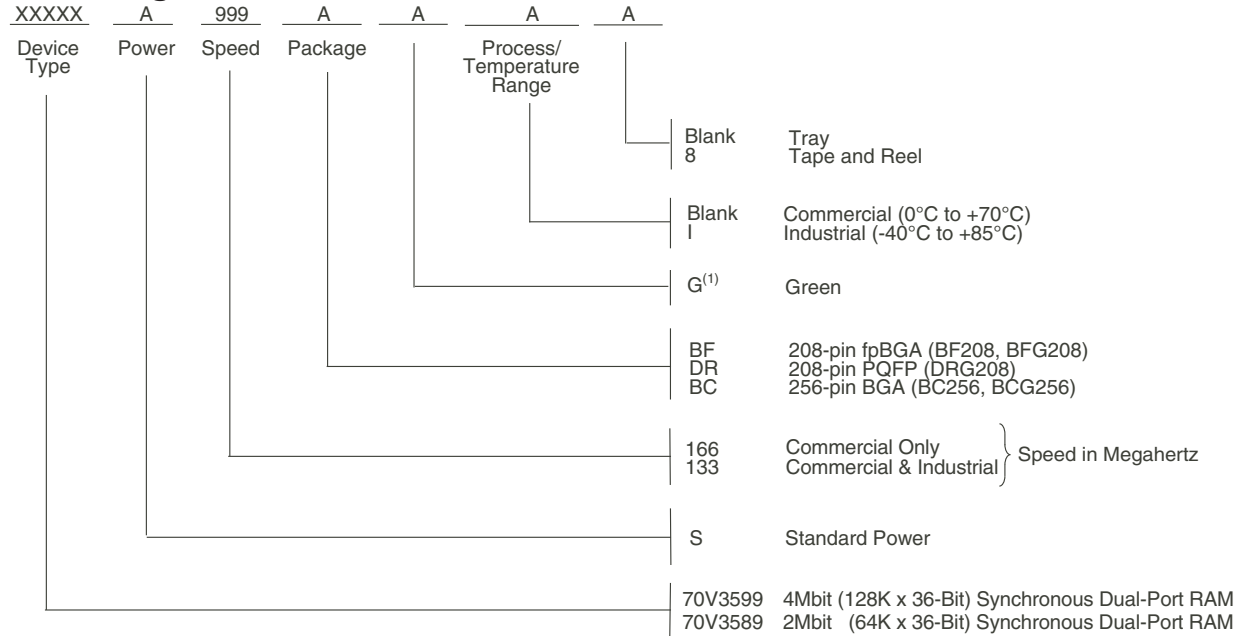 XXXXX A 999 A A A A
Device Type Power Speed Package Process/ Temperature Range
Blank Tray
8 Tape and Reel
Blank Commercial (0°C to +70°C)
I Industrial (-40°C to +85°C)
G(1) Green
BF 208-pin fpBGA (BF208, BFG208)
DR 208-pin PQFP (DRG208)
BC 256-pin BGA (BC256, BCG256)
166 Commercial Only
133 Commercial & Industrial
Speed in Megahertz
S Standard Power
70V3599 4Mbit (128K x 36-Bit) Synchronous Dual-Port RAM
70V3589 2Mbit (64K x 36-Bit) Synchronous Dual-Port RAM